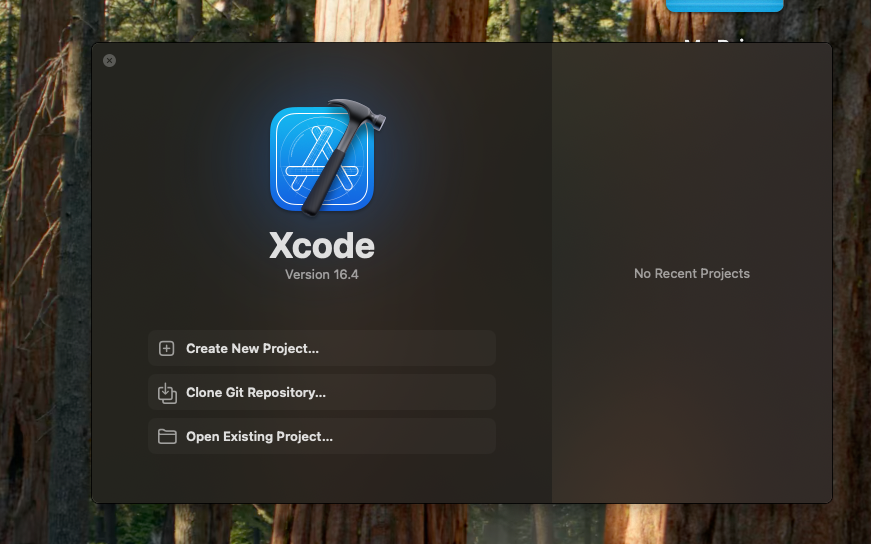 Xcode
Version 16.4
Create New Project...
Clone Git Repository...
Open Existing Project...
No Recent Projects